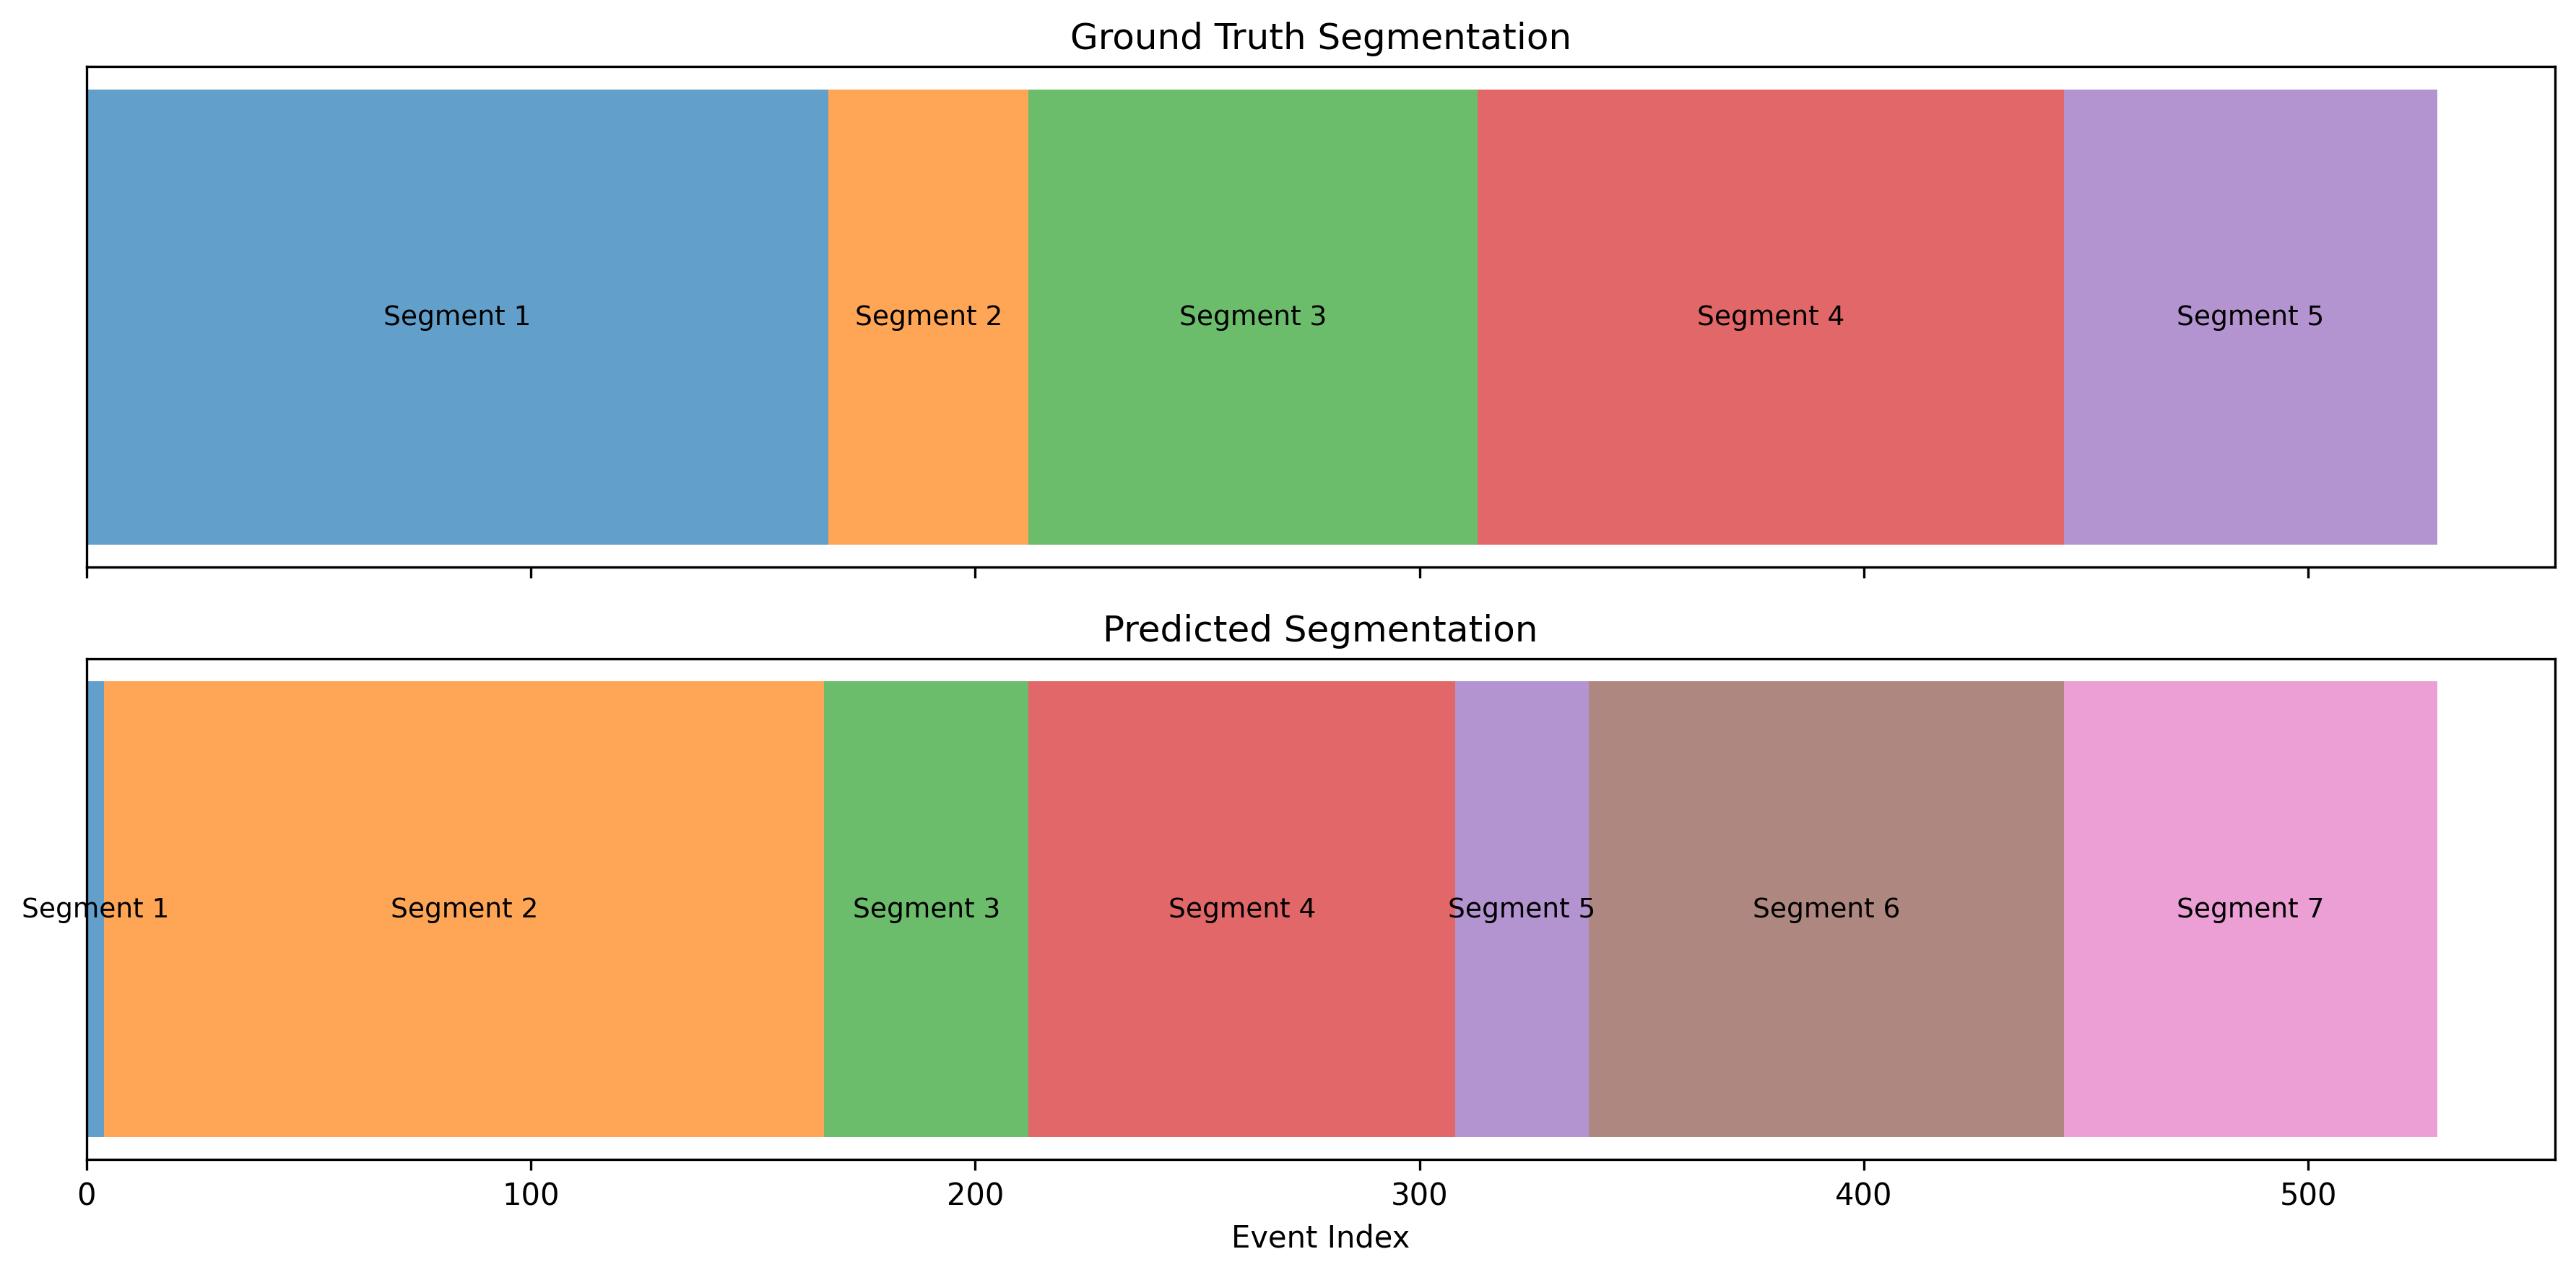 Ground Truth Segmentation
Segment 1 Segment 2 Segment 3 Segment 4 Segment 5
Predicted Segmentation
Segment 1 Segment 2 Segment 3 Segment 4 Segment 5 Segment 6 Segment 7
0 100 200 300 400 500
Event Index